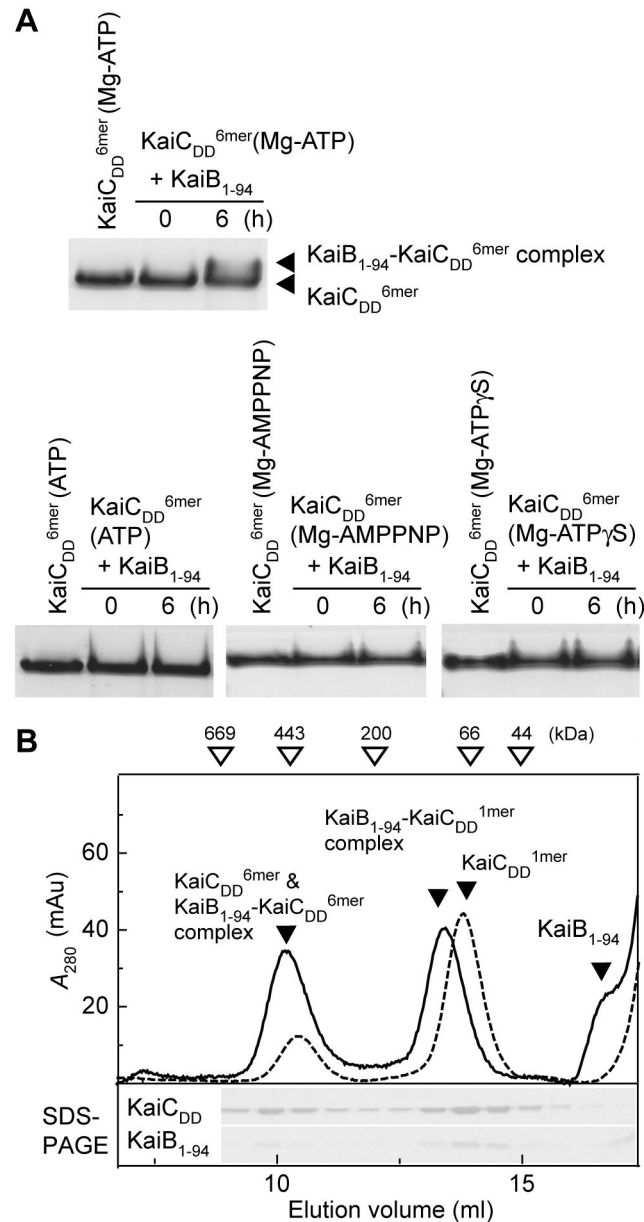 A
KaiC_DD^6mer (Mg-ATP)
KaiC_DD^6mer(Mg-ATP)
+ KaiB_1-94
0 6 (h)
KaiB_1-94-KaiC_DD^6mer complex
KaiC_DD^6mer
KaiC_DD^6mer (ATP)
KaiC_DD^6mer
(ATP)
+ KaiB_1-94
0 6 (h)
KaiC_DD^6mer (Mg-AMPPNP)
KaiC_DD^6mer
(Mg-AMPPNP)
+ KaiB_1-94
0 6 (h)
KaiC_DD^6mer (Mg-ATPγS)
KaiC_DD^6mer
(Mg-ATPγS)
+ KaiB_1-94
0 6 (h)
B
669 443 200 66 44 (kDa)
KaiB_1-94-KaiC_DD^1mer
complex
KaiC_DD^1mer
KaiC_DD^6mer &
KaiB_1-94-KaiC_DD^6mer
complex
KaiB_1-94
A_280 (mAu)
60
40
20
SDS-
PAGE
KaiC_DD
KaiB_1-94
10 15
Elution volume (ml)